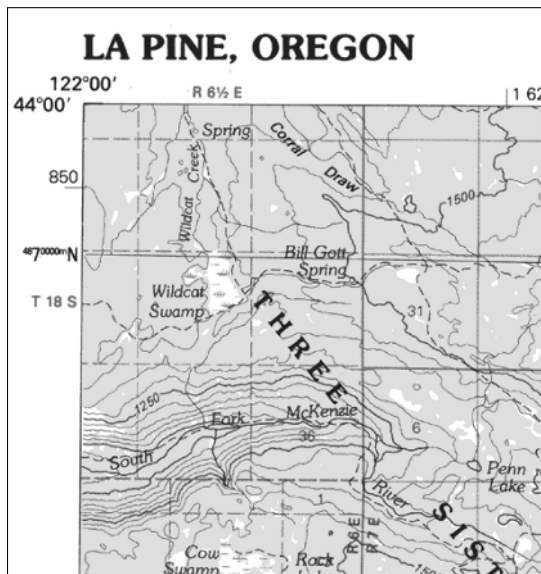 LA PINE, OREGON
122°00'
R 6½ E
1 62
44°00'
Spring
Corral
Draw
Wildcat
Creek
850
1500
4870000mN
Bill Gott
Spring
Wildcat
Swamp
T 18 S
31
THREE
1250
McKenzie
Fork
36
6
South
Penn
Lake
River
1
SIST
R 6 E
R 7 E
Cow
Swamp
Rock
150